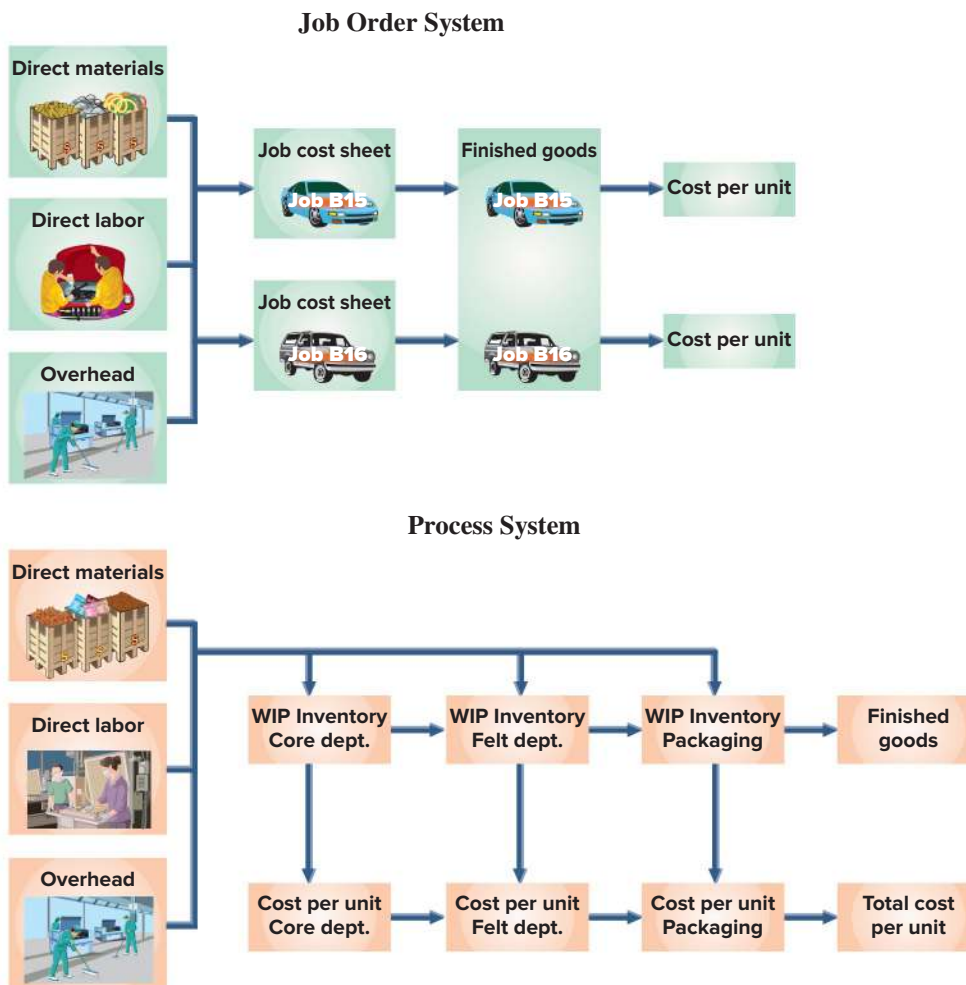 Job Order System
Direct materials
Job cost sheet
Job B15
Finished goods
Job B15
Cost per unit
Direct labor
Job cost sheet
Job B16
Job B16
Cost per unit
Overhead
Process System
Direct materials
Direct labor
WIP Inventory
Core dept.
WIP Inventory
Felt dept.
WIP Inventory
Packaging
Finished
goods
Overhead
Cost per unit
Core dept.
Cost per unit
Felt dept.
Cost per unit
Packaging
Total cost
per unit